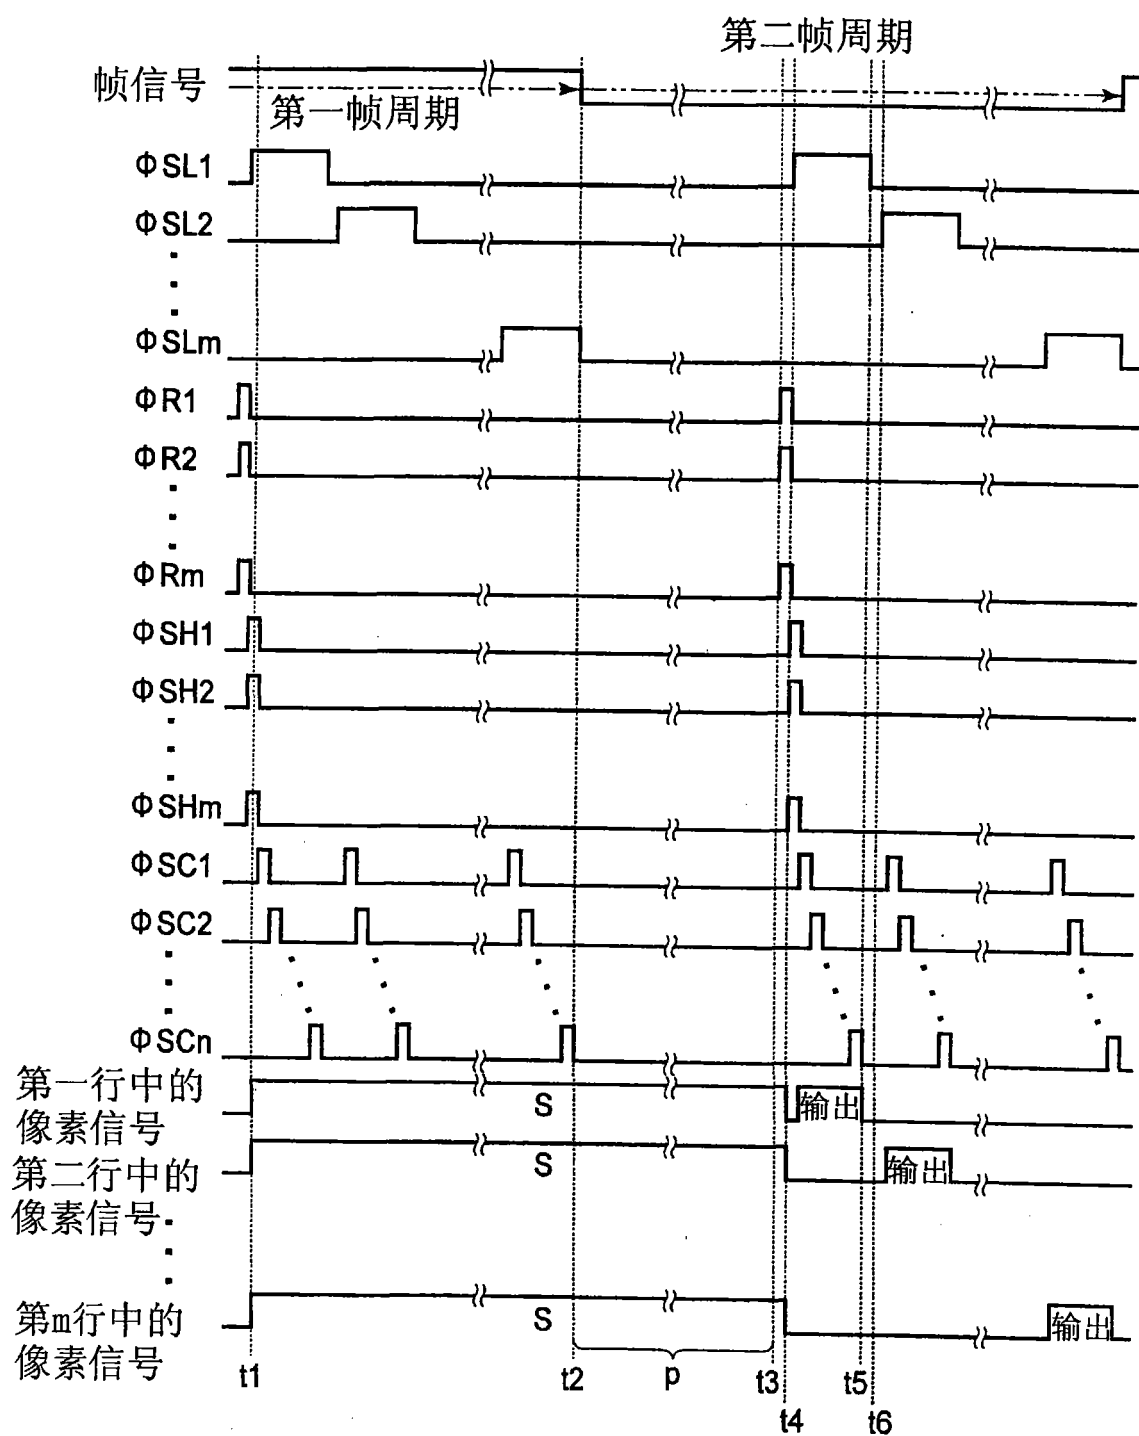 第二帧周期
帧信号
第一帧周期
ΦSL1
ΦSL2
ΦSLm
ΦR1
ΦR2
ΦRm
ΦSH1
ΦSH2
ΦSHm
ΦSC1
ΦSC2
ΦSCn
第一行中的
像素信号
S
输出
第二行中的
像素信号
S
输出
第m行中的
像素信号
S
输出
t1
t2
p
t3
t4
t5
t6